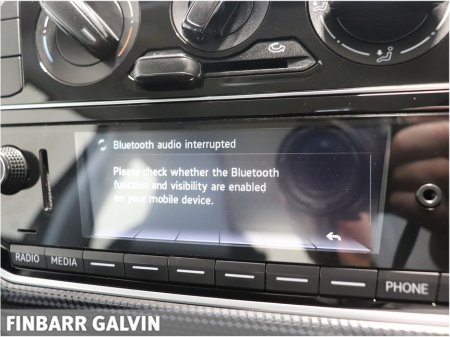 Bluetooth audio interrupted
Please check whether the Bluetooth
function and visibility are enabled
on your mobile device.
RADIO MEDIA PHONE
FINBARR GALVIN